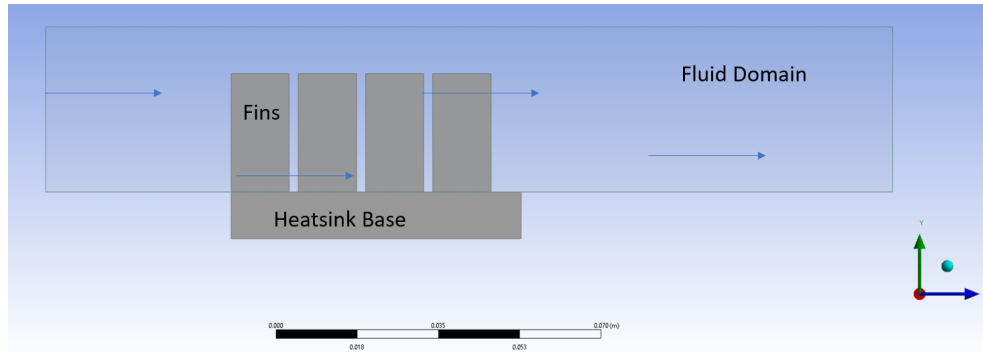 Fluid Domain
Fins
Heatsink Base
Y
0.000 0.035 0.070 (m)
0.018 0.053